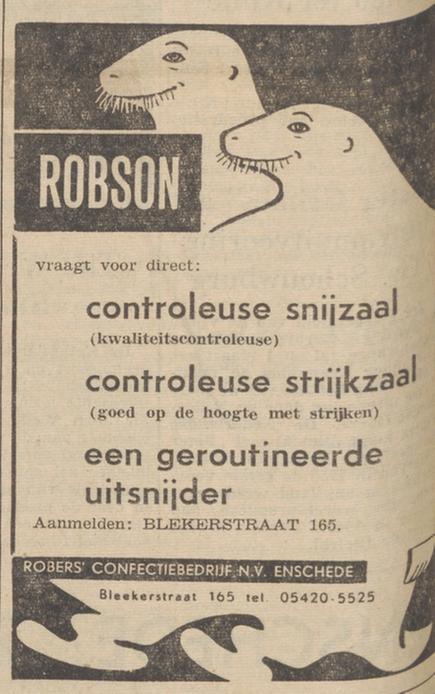 ROBSON
vraagt voor direct:
controleuse snijzaal
(kwaliteitscontroleuse)
controleuse strijkzaal
(goed op de hoogte met strijken)
een geroutineerde
uitsnijder
Aanmelden: BLEKERSTRAAT 165.
ROBERS' CONFECTIEBEDRIJF N.V. ENSCHEDE
Bleekerstraat 165 tel. 05420-5525